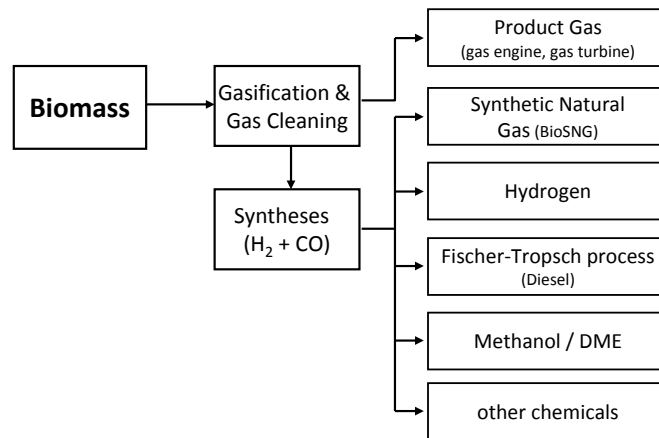 Biomass
Gasification &
Gas Cleaning
Syntheses
(H₂ + CO)
Product Gas
(gas engine, gas turbine)
Synthetic Natural
Gas (BioSNG)
Hydrogen
Fischer-Tropsch process
(Diesel)
Methanol / DME
other chemicals